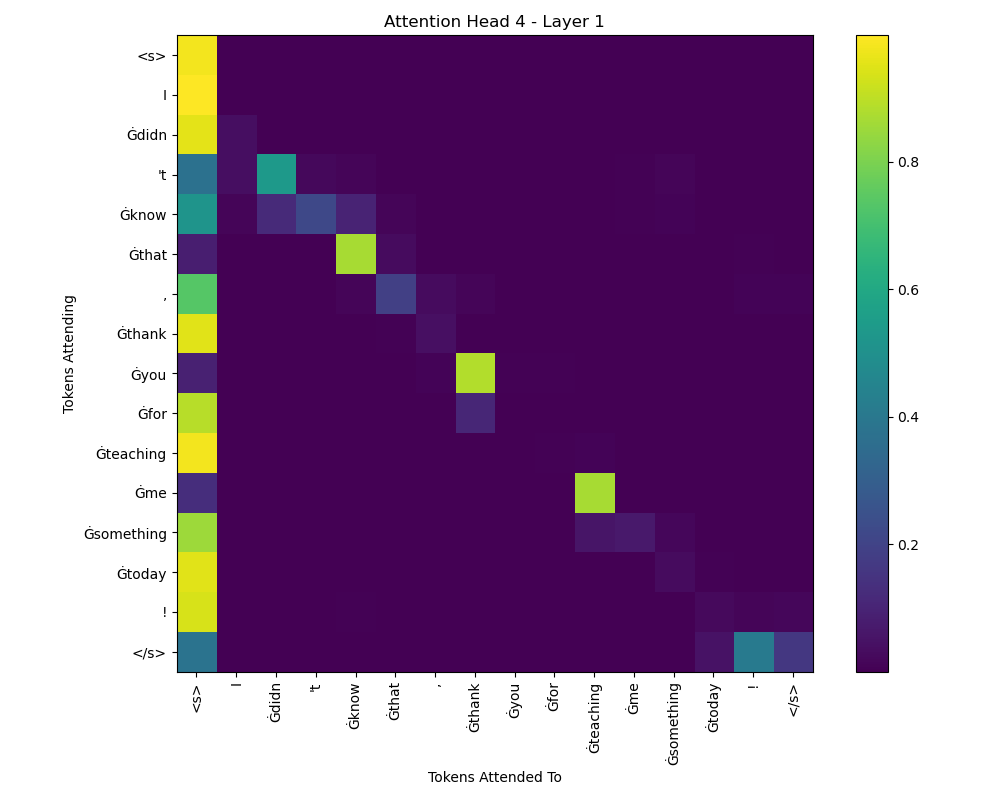 Attention Head 4 - Layer 1
Tokens Attending
<s>
I
Ġdidn
't
Ġknow
Ġthat
,
Ġthank
Ġyou
Ġfor
Ġteaching
Ġme
Ġsomething
Ġtoday
!
</s>
<s>
I
Ġdidn
't
Ġknow
Ġthat
,
Ġthank
Ġyou
Ġfor
Ġteaching
Ġme
Ġsomething
Ġtoday
!
</s>
Tokens Attended To
0.8
0.6
0.4
0.2